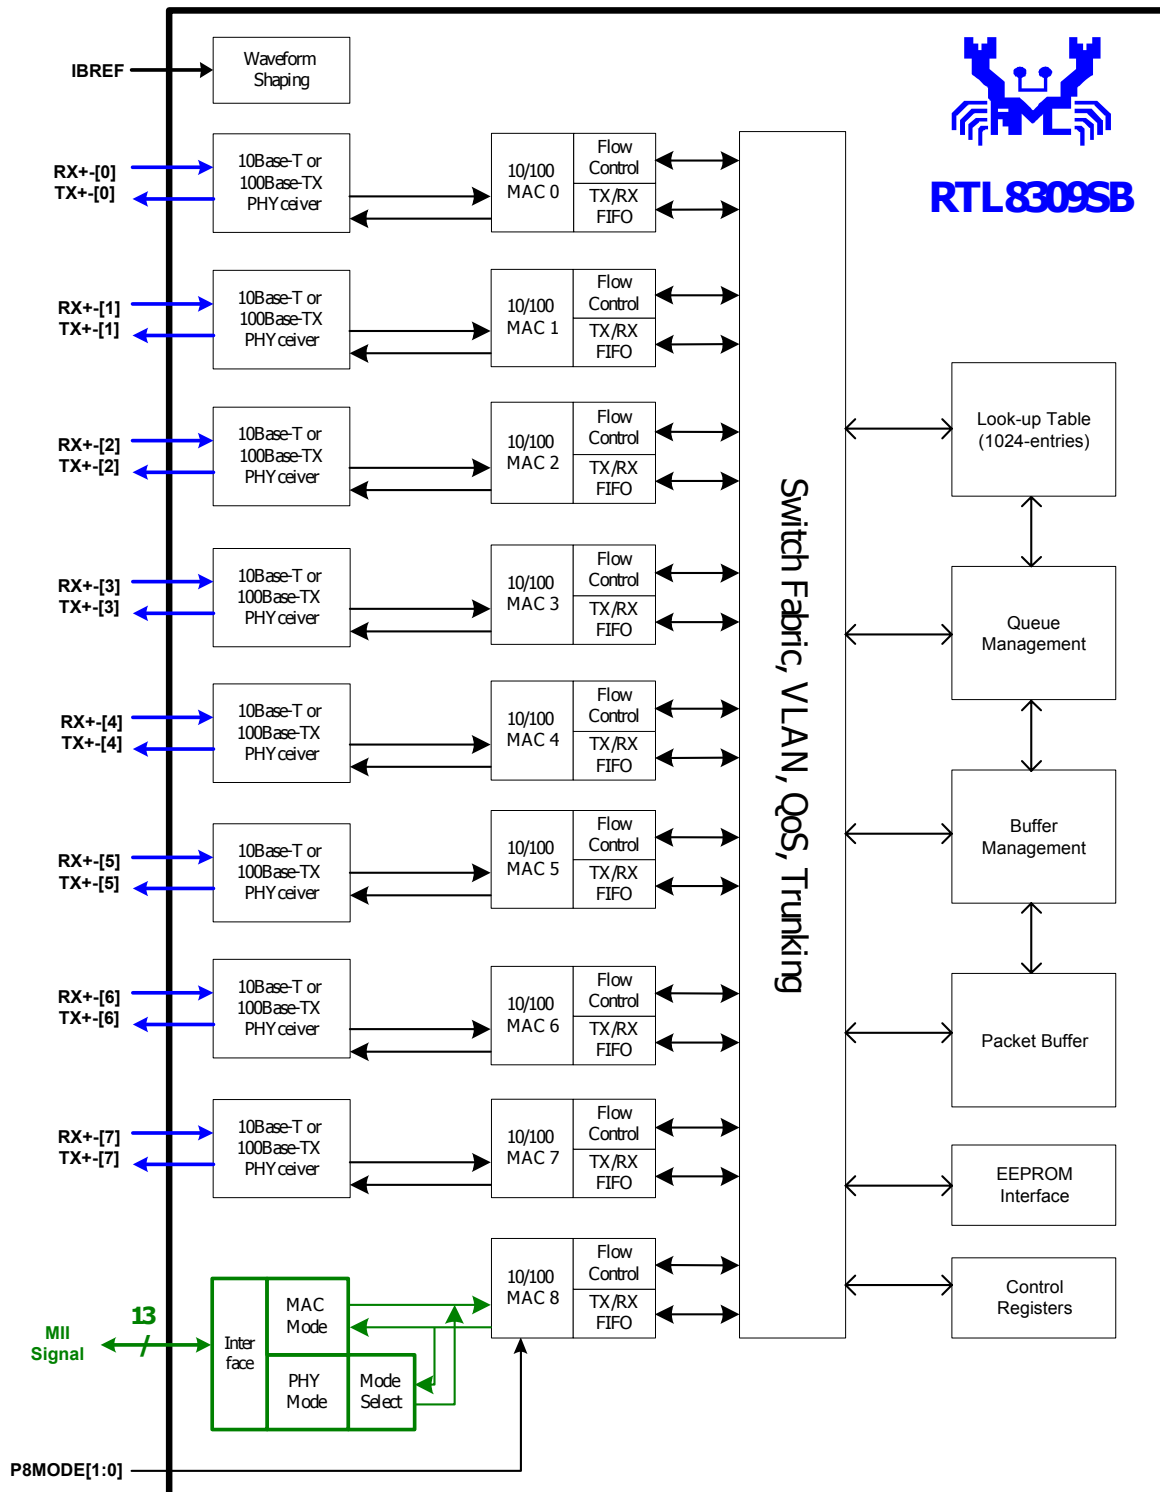 IBREF
Waveform
Shaping
RMC
RTL8309SB
RX+-[0]
TX+-[0]
10Base-T or
100Base-TX
PHYceiver
10/100
MAC 0
Flow
Control
TX/RX
FIFO
RX+-[1]
TX+-[1]
10Base-T or
100Base-TX
PHYceiver
10/100
MAC 1
Flow
Control
TX/RX
FIFO
RX+-[2]
TX+-[2]
10Base-T or
100Base-TX
PHYceiver
10/100
MAC 2
Flow
Control
TX/RX
FIFO
RX+-[3]
TX+-[3]
10Base-T or
100Base-TX
PHYceiver
10/100
MAC 3
Flow
Control
TX/RX
FIFO
RX+-[4]
TX+-[4]
10Base-T or
100Base-TX
PHYceiver
10/100
MAC 4
Flow
Control
TX/RX
FIFO
RX+-[5]
TX+-[5]
10Base-T or
100Base-TX
PHYceiver
10/100
MAC 5
Flow
Control
TX/RX
FIFO
RX+-[6]
TX+-[6]
10Base-T or
100Base-TX
PHYceiver
10/100
MAC 6
Flow
Control
TX/RX
FIFO
RX+-[7]
TX+-[7]
10Base-T or
100Base-TX
PHYceiver
10/100
MAC 7
Flow
Control
TX/RX
FIFO
MII
Signal
13
Inter
face
MAC
Mode
PHY
Mode
Mode
Select
10/100
MAC 8
Flow
Control
TX/RX
FIFO
P8MODE[1:0]
Switch Fabric, VLAN, QoS, Trunking
Look-up Table
(1024-entries)
Queue
Management
Buffer
Management
Packet Buffer
EEPROM
Interface
Control
Registers